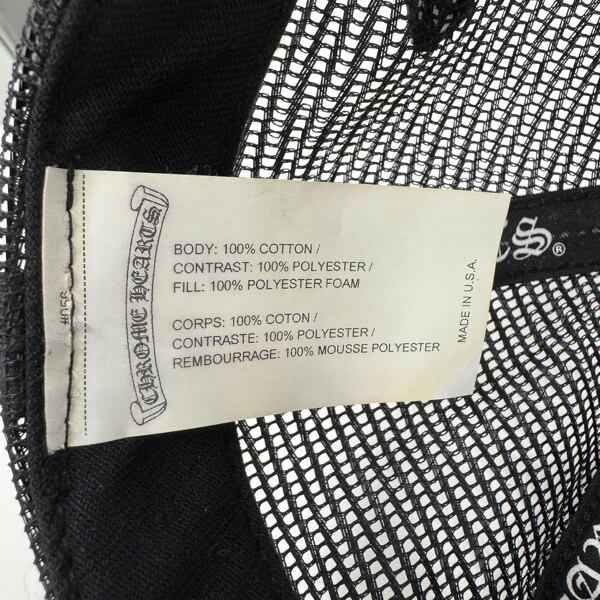 CHROME HEARTS
BODY: 100% COTTON /
CONTRAST: 100% POLYESTER /
FILL: 100% POLYESTER FOAM
CORPS: 100% COTON /
CONTRASTE: 100% POLYESTER /
REMBOURRAGE: 100% MOUSSE POLYESTER
MADE IN U.S.A.
#056
S®